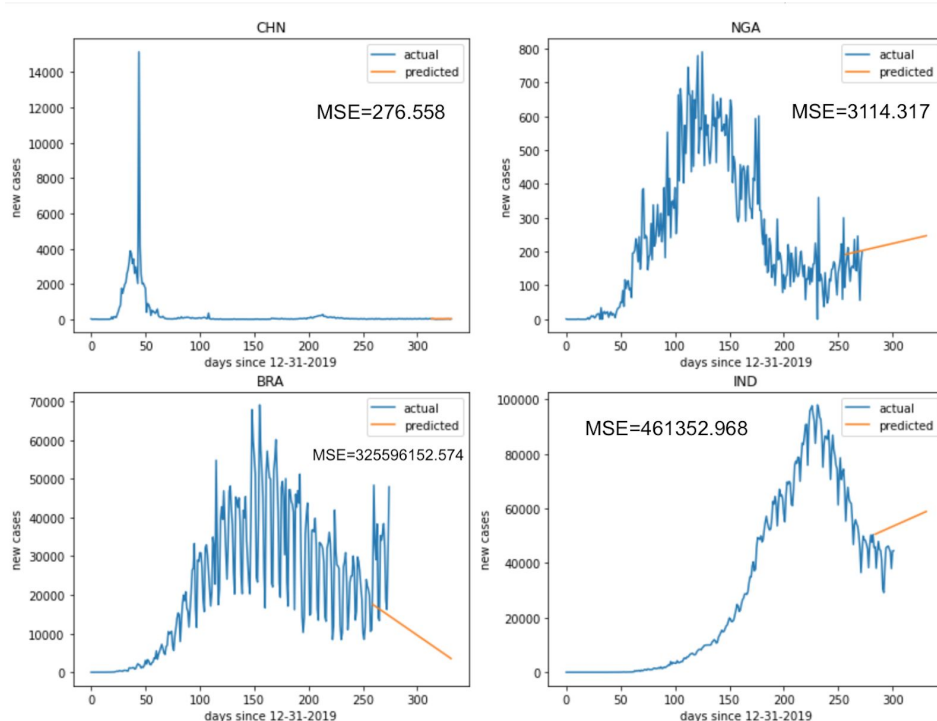 CHN
actual
predicted
MSE=276.558
14000
12000
10000
8000
6000
4000
2000
0
new cases
0 50 100 150 200 250 300
days since 12-31-2019
NGA
actual
predicted
MSE=3114.317
800
700
600
500
400
300
200
100
0
new cases
0 50 100 150 200 250 300
days since 12-31-2019
BRA
actual
predicted
MSE=325596152.574
70000
60000
50000
40000
30000
20000
10000
0
new cases
0 50 100 150 200 250 300
days since 12-31-2019
IND
actual
predicted
MSE=461352.968
100000
80000
60000
40000
20000
0
new cases
0 50 100 150 200 250 300
days since 12-31-2019